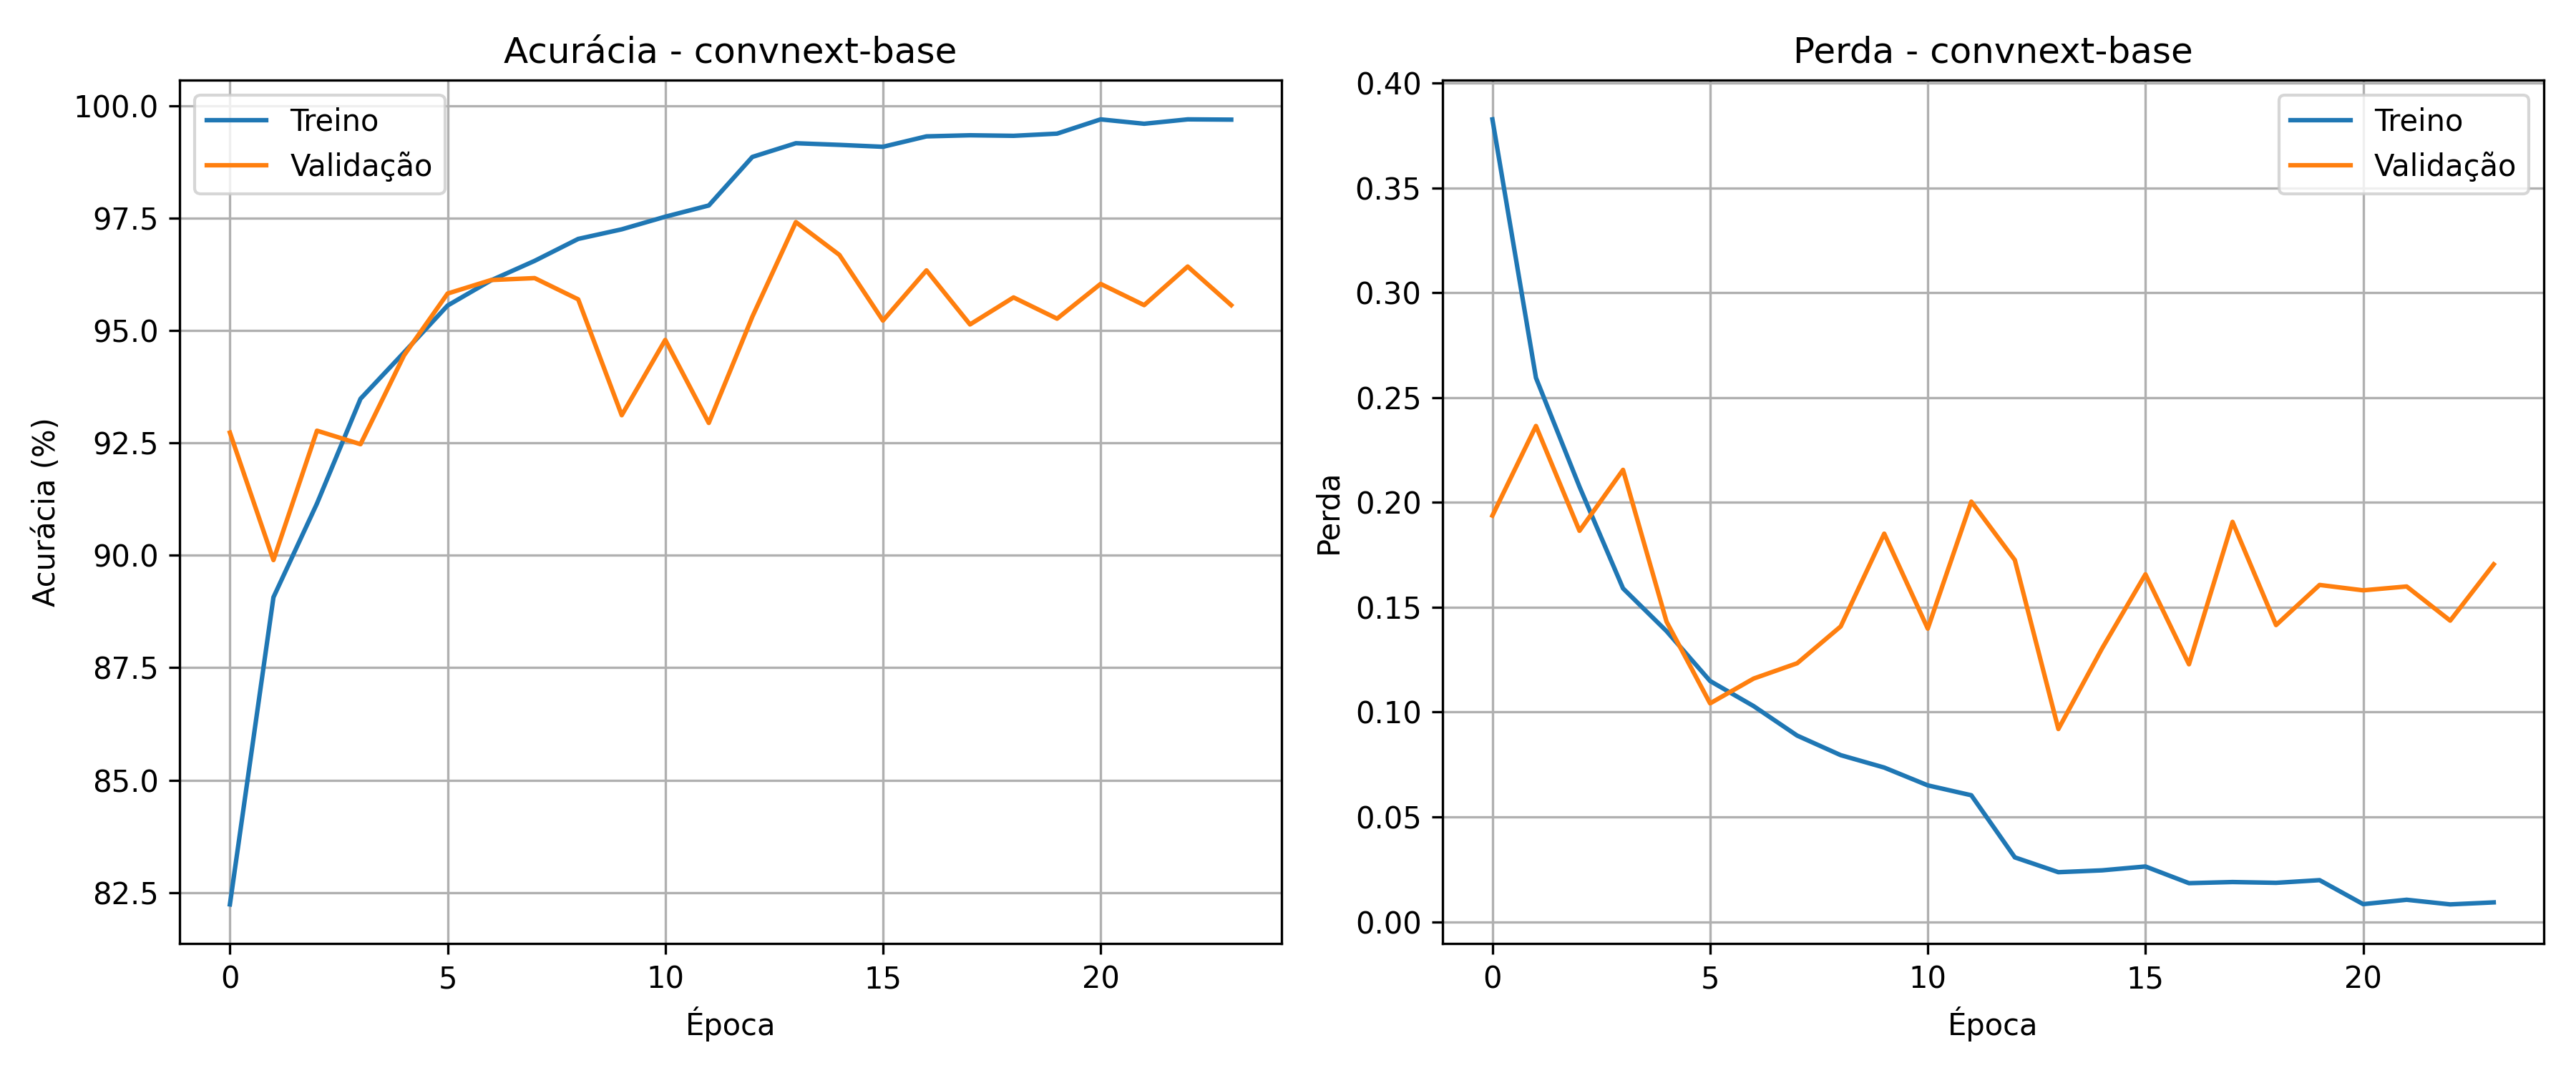 Acurácia - convnext-base
100.0
97.5
95.0
92.5
90.0
87.5
85.0
82.5
Acurácia (%)
Treino
Validação
0 5 10 15 20
Época
Perda - convnext-base
0.40
0.35
0.30
0.25
0.20
0.15
0.10
0.05
0.00
Perda
Treino
Validação
0 5 10 15 20
Época